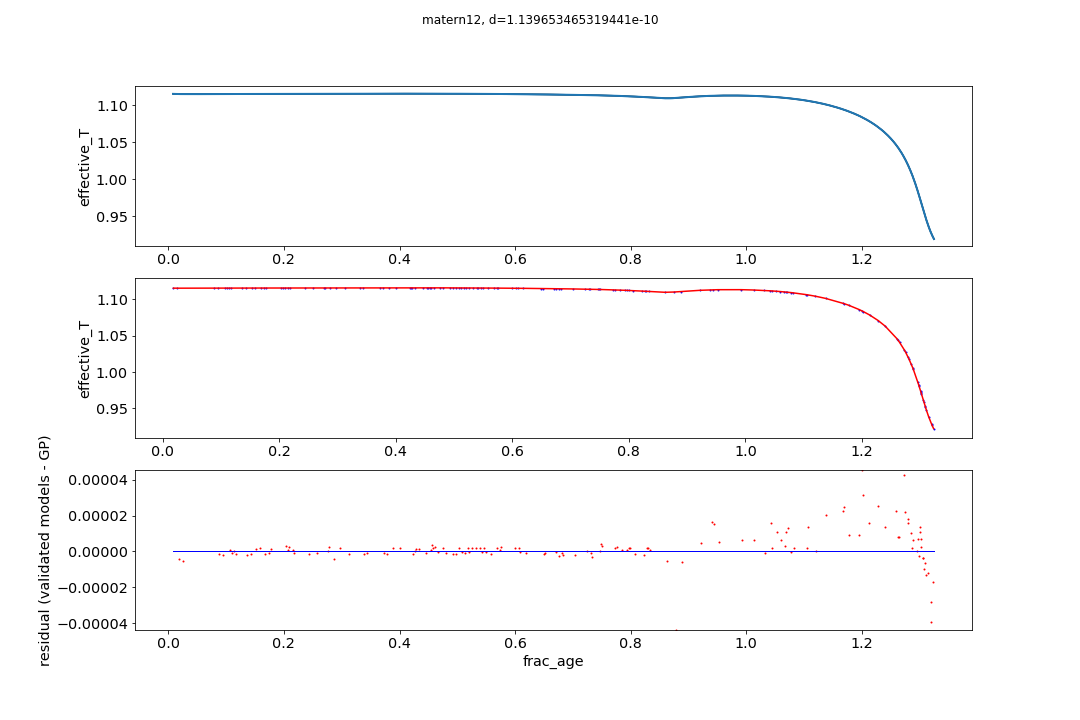 matern12, d=1.139653465319441e-10
effective_T
1.10
1.05
1.00
0.95
0.0 0.2 0.4 0.6 0.8 1.0 1.2
effective_T
1.10
1.05
1.00
0.95
0.0 0.2 0.4 0.6 0.8 1.0 1.2
residual (validated models - GP)
0.00004
0.00002
0.00000
−0.00002
−0.00004
0.0 0.2 0.4 0.6 0.8 1.0 1.2
frac_age